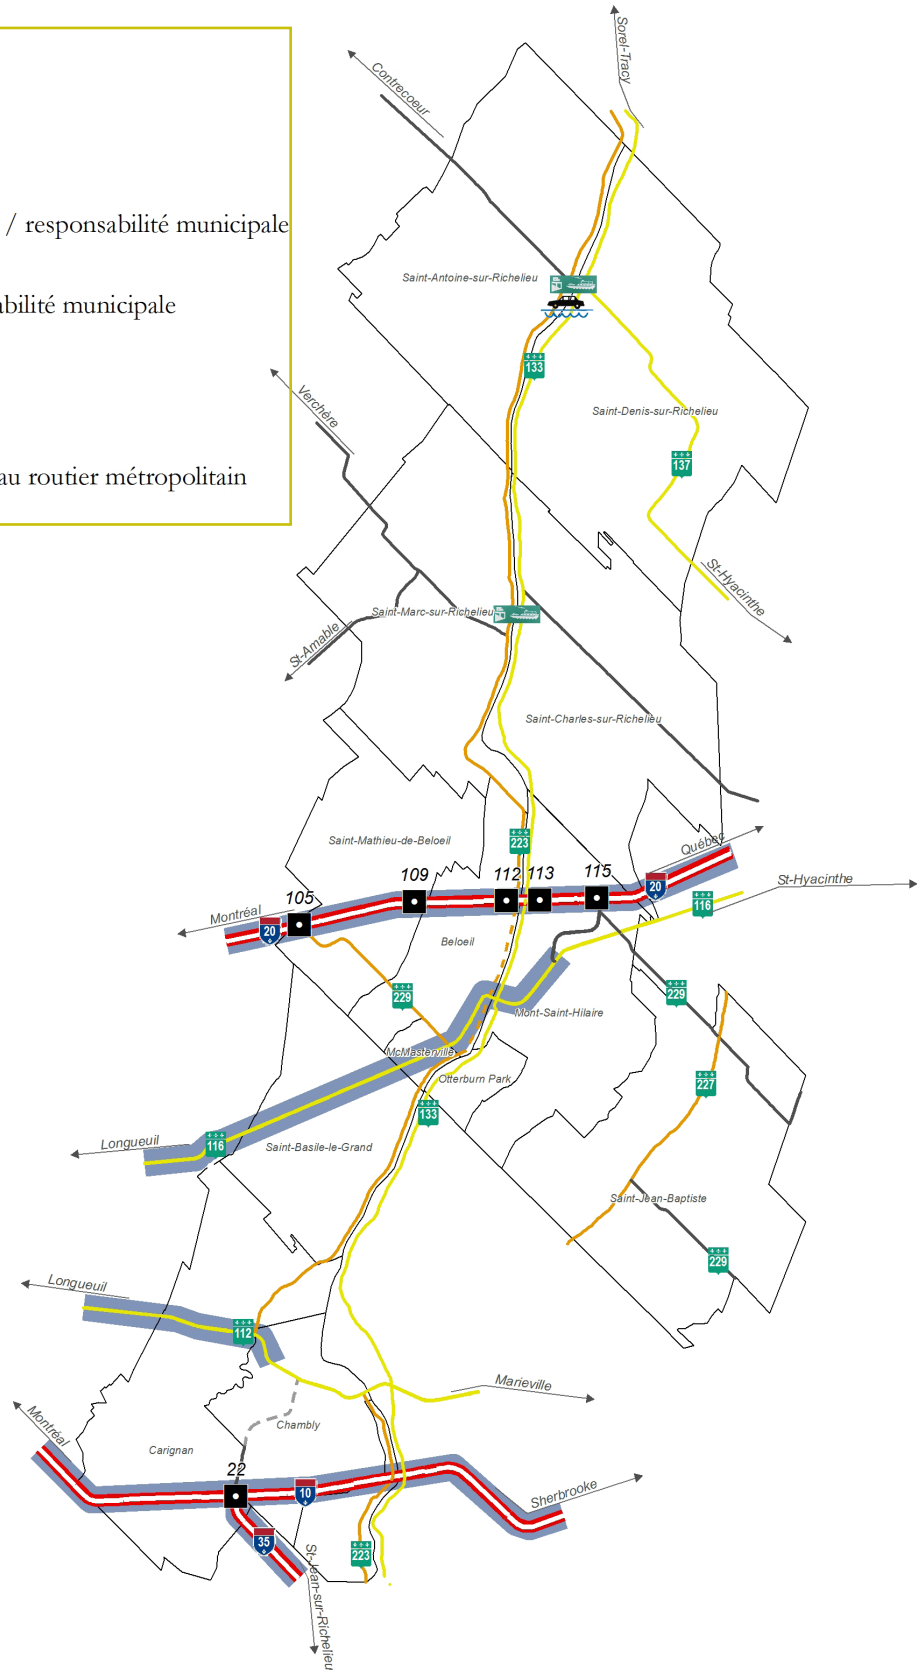 Sorel-Tracy
Contrecoeur
/ responsabilité municipale
Saint-Antoine-sur-Richelieu
abilité municipale
133
Verchère
Saint-Denis-sur-Richelieu
137
au routier métropolitain
St-Hyacinthe
Saint-Marc-sur-Richelieu
St-Amable
Saint-Charles-sur-Richelieu
Saint-Mathieu-de-Beloeil
223
Québec
109
112
113
115
20
St-Hyacinthe
105
116
Montréal
20
Beloeil
229
229
Mont-Saint-Hilaire
McMasterville
Otterburn Park
227
133
Longueuil
116
Saint-Basile-le-Grand
Saint-Jean-Baptiste
229
Longueuil
112
Marieville
Montréal
Chambly
Carignan
22
10
Sherbrooke
35
223
St-Jean-sur-Richelieu